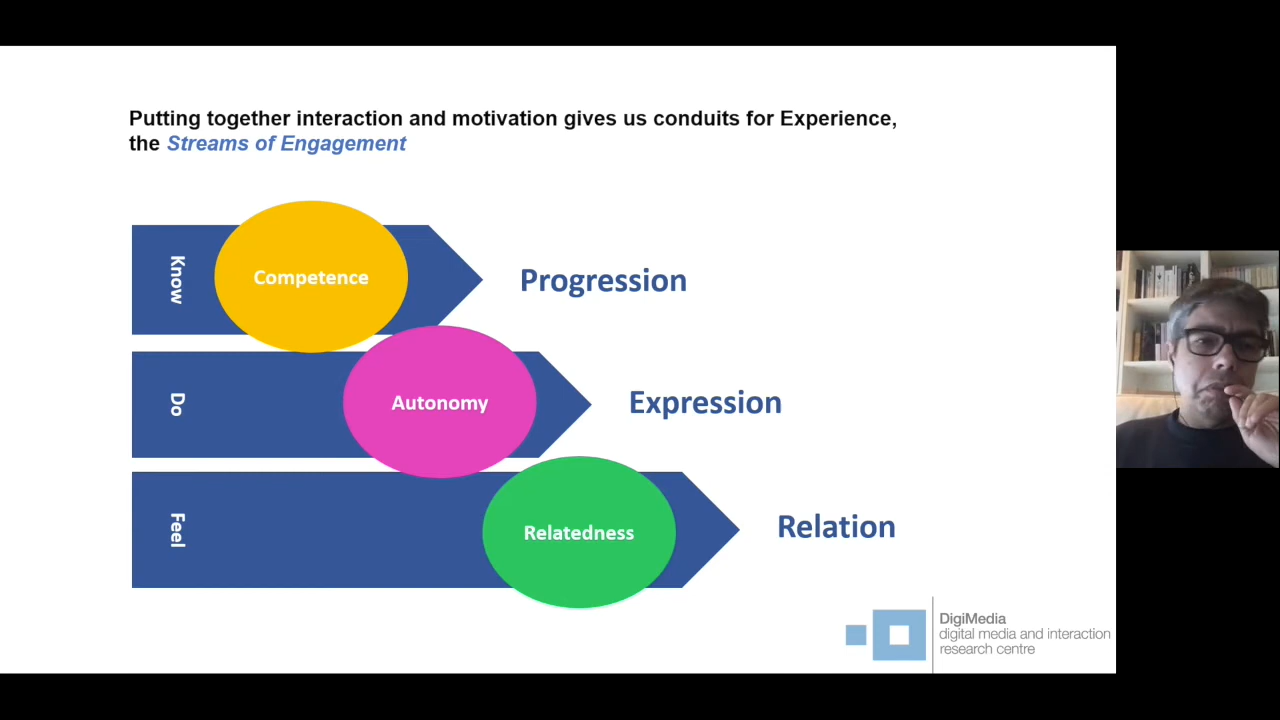 Putting together interaction and motivation gives us conduits for Experience,
the Streams of Engagement
Know
Competence
Progression
Do
Autonomy
Expression
Feel
Relatedness
Relation
DigiMedia
digital media and interaction
research centre